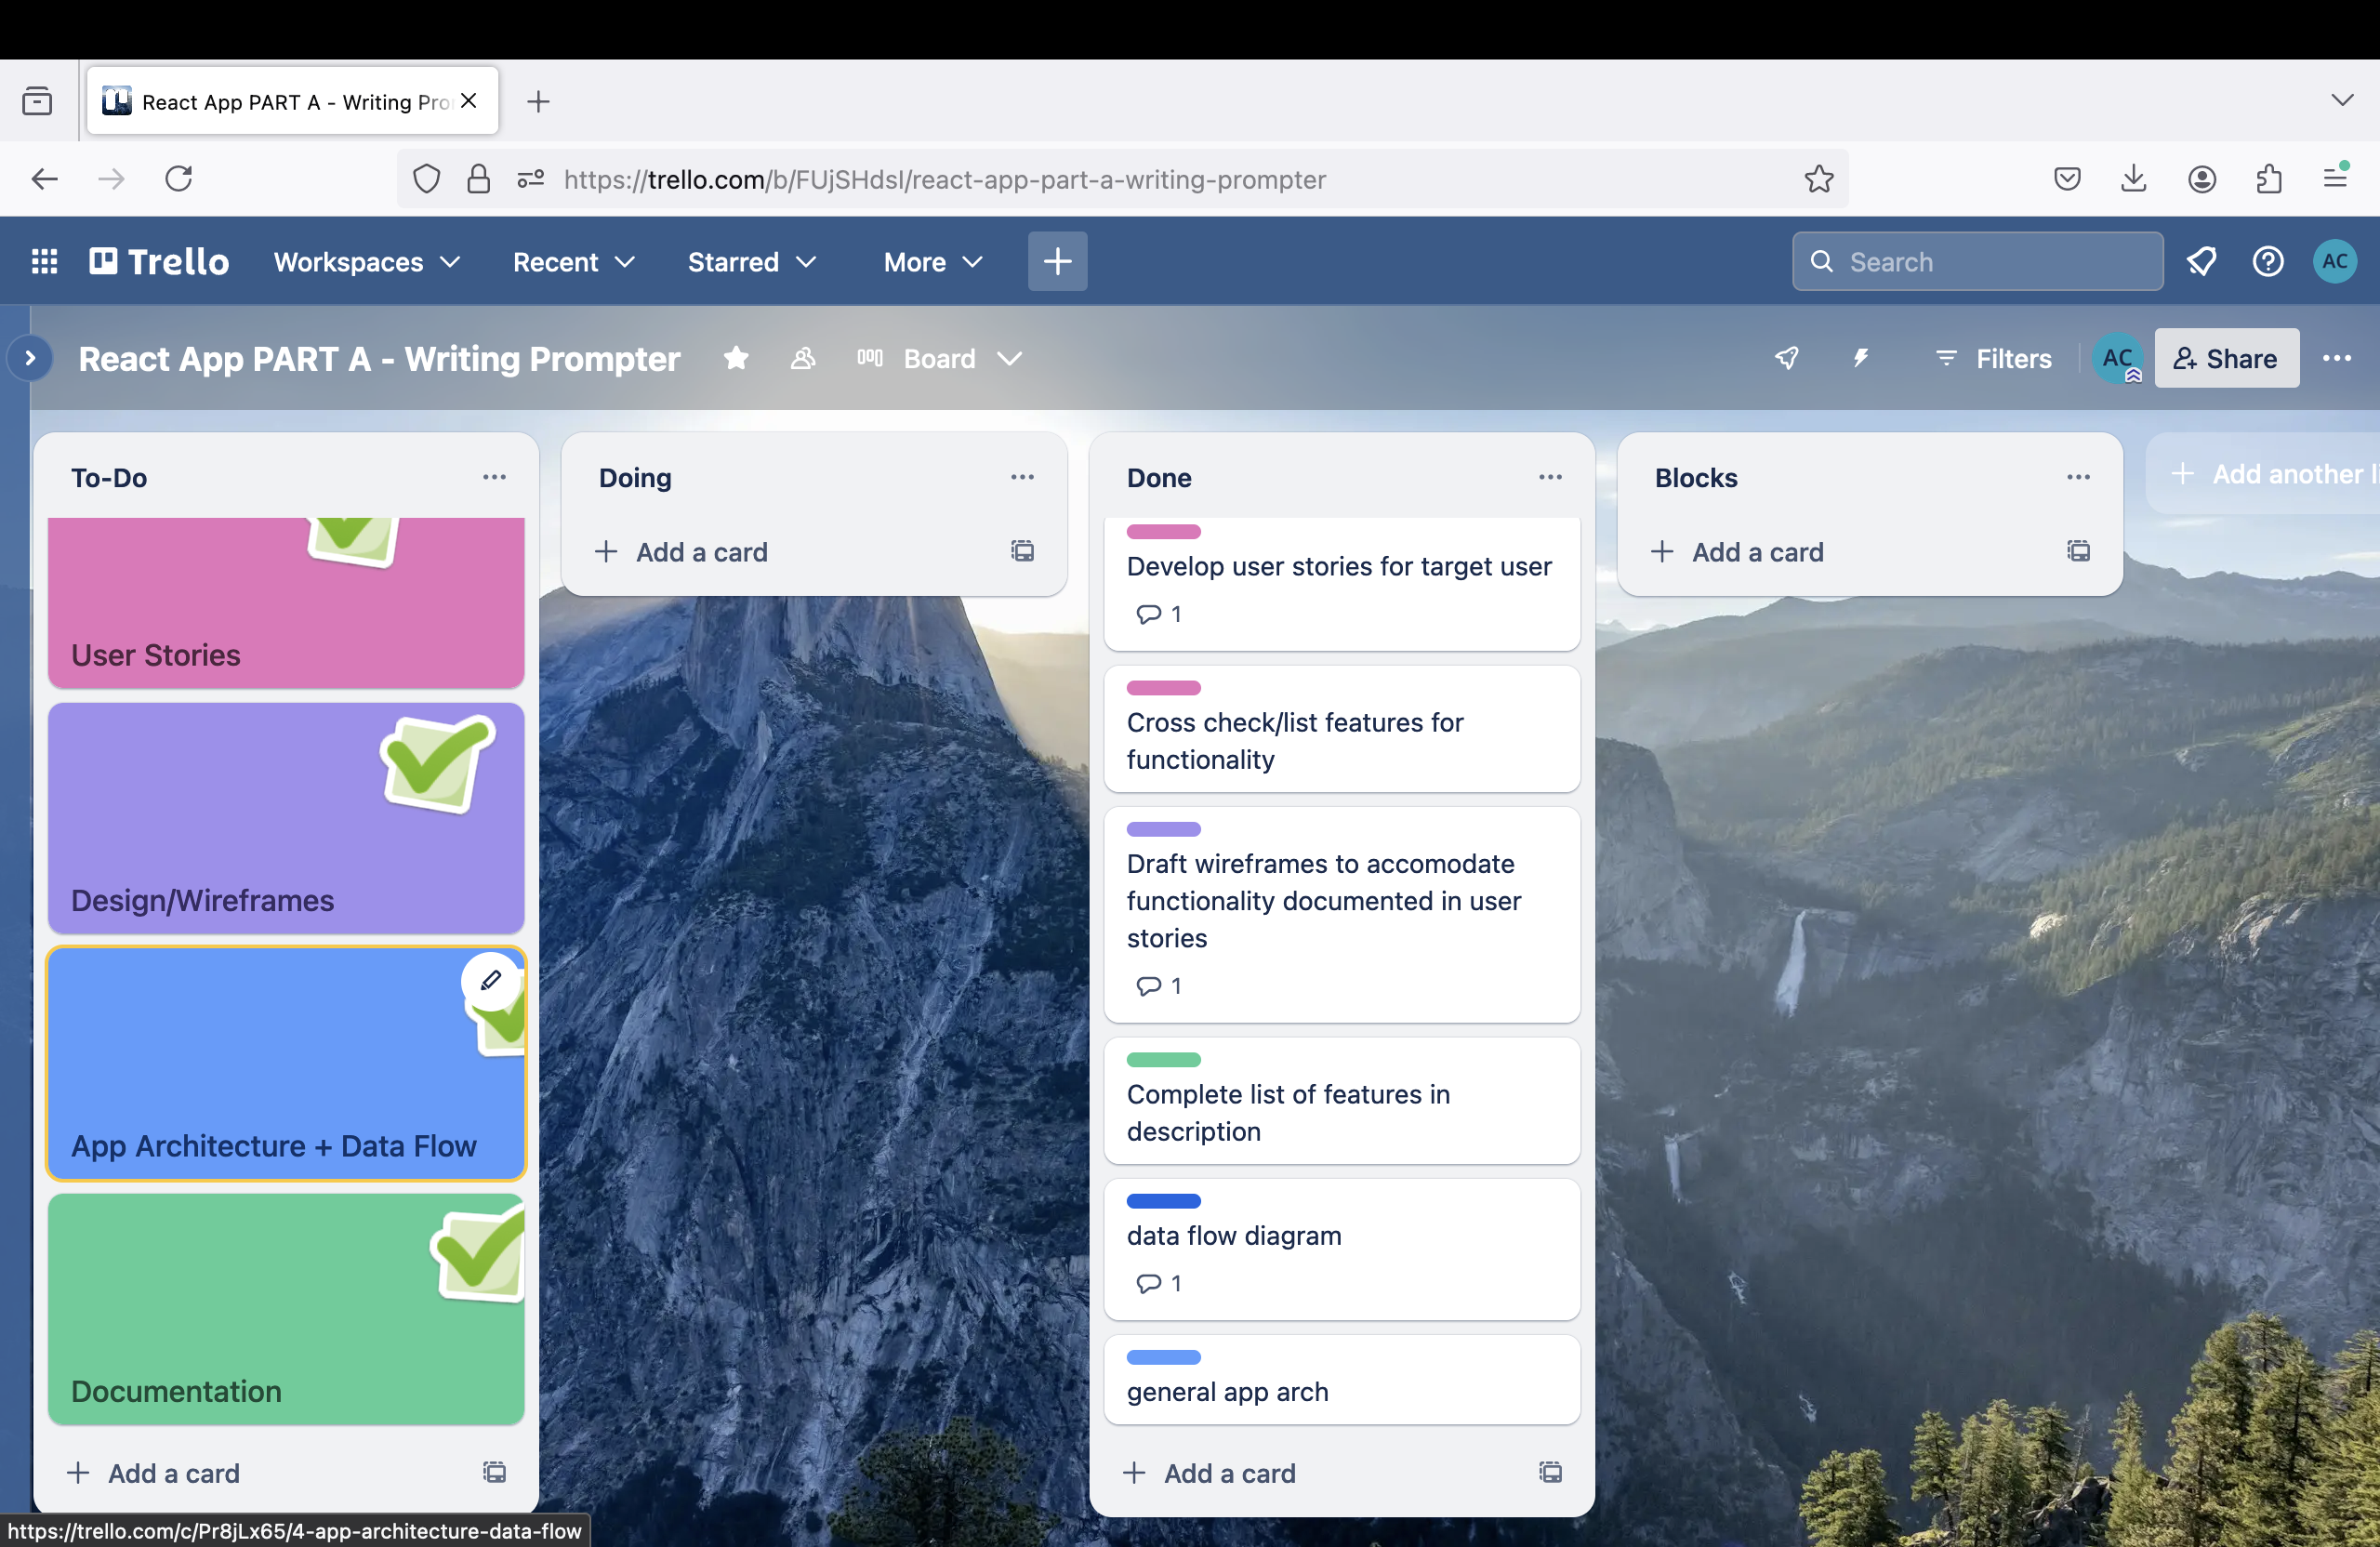 React App PART A - Writing Pro
https://trello.com/b/FUjSHdsI/react-app-part-a-writing-prompter
Trello
Workspaces
Recent
Starred
More
Search
AC
React App PART A - Writing Prompter
Board
Filters
AC
Share
To-Do
User Stories
Design/Wireframes
App Architecture + Data Flow
Documentation
Add a card
Doing
Add a card
Done
Develop user stories for target user
1
Cross check/list features for
functionality
Draft wireframes to accomodate
functionality documented in user
stories
1
Complete list of features in
description
data flow diagram
1
general app arch
Add a card
Blocks
Add a card
Add another li
https://trello.com/c/Pr8jLx65/4-app-architecture-data-flow